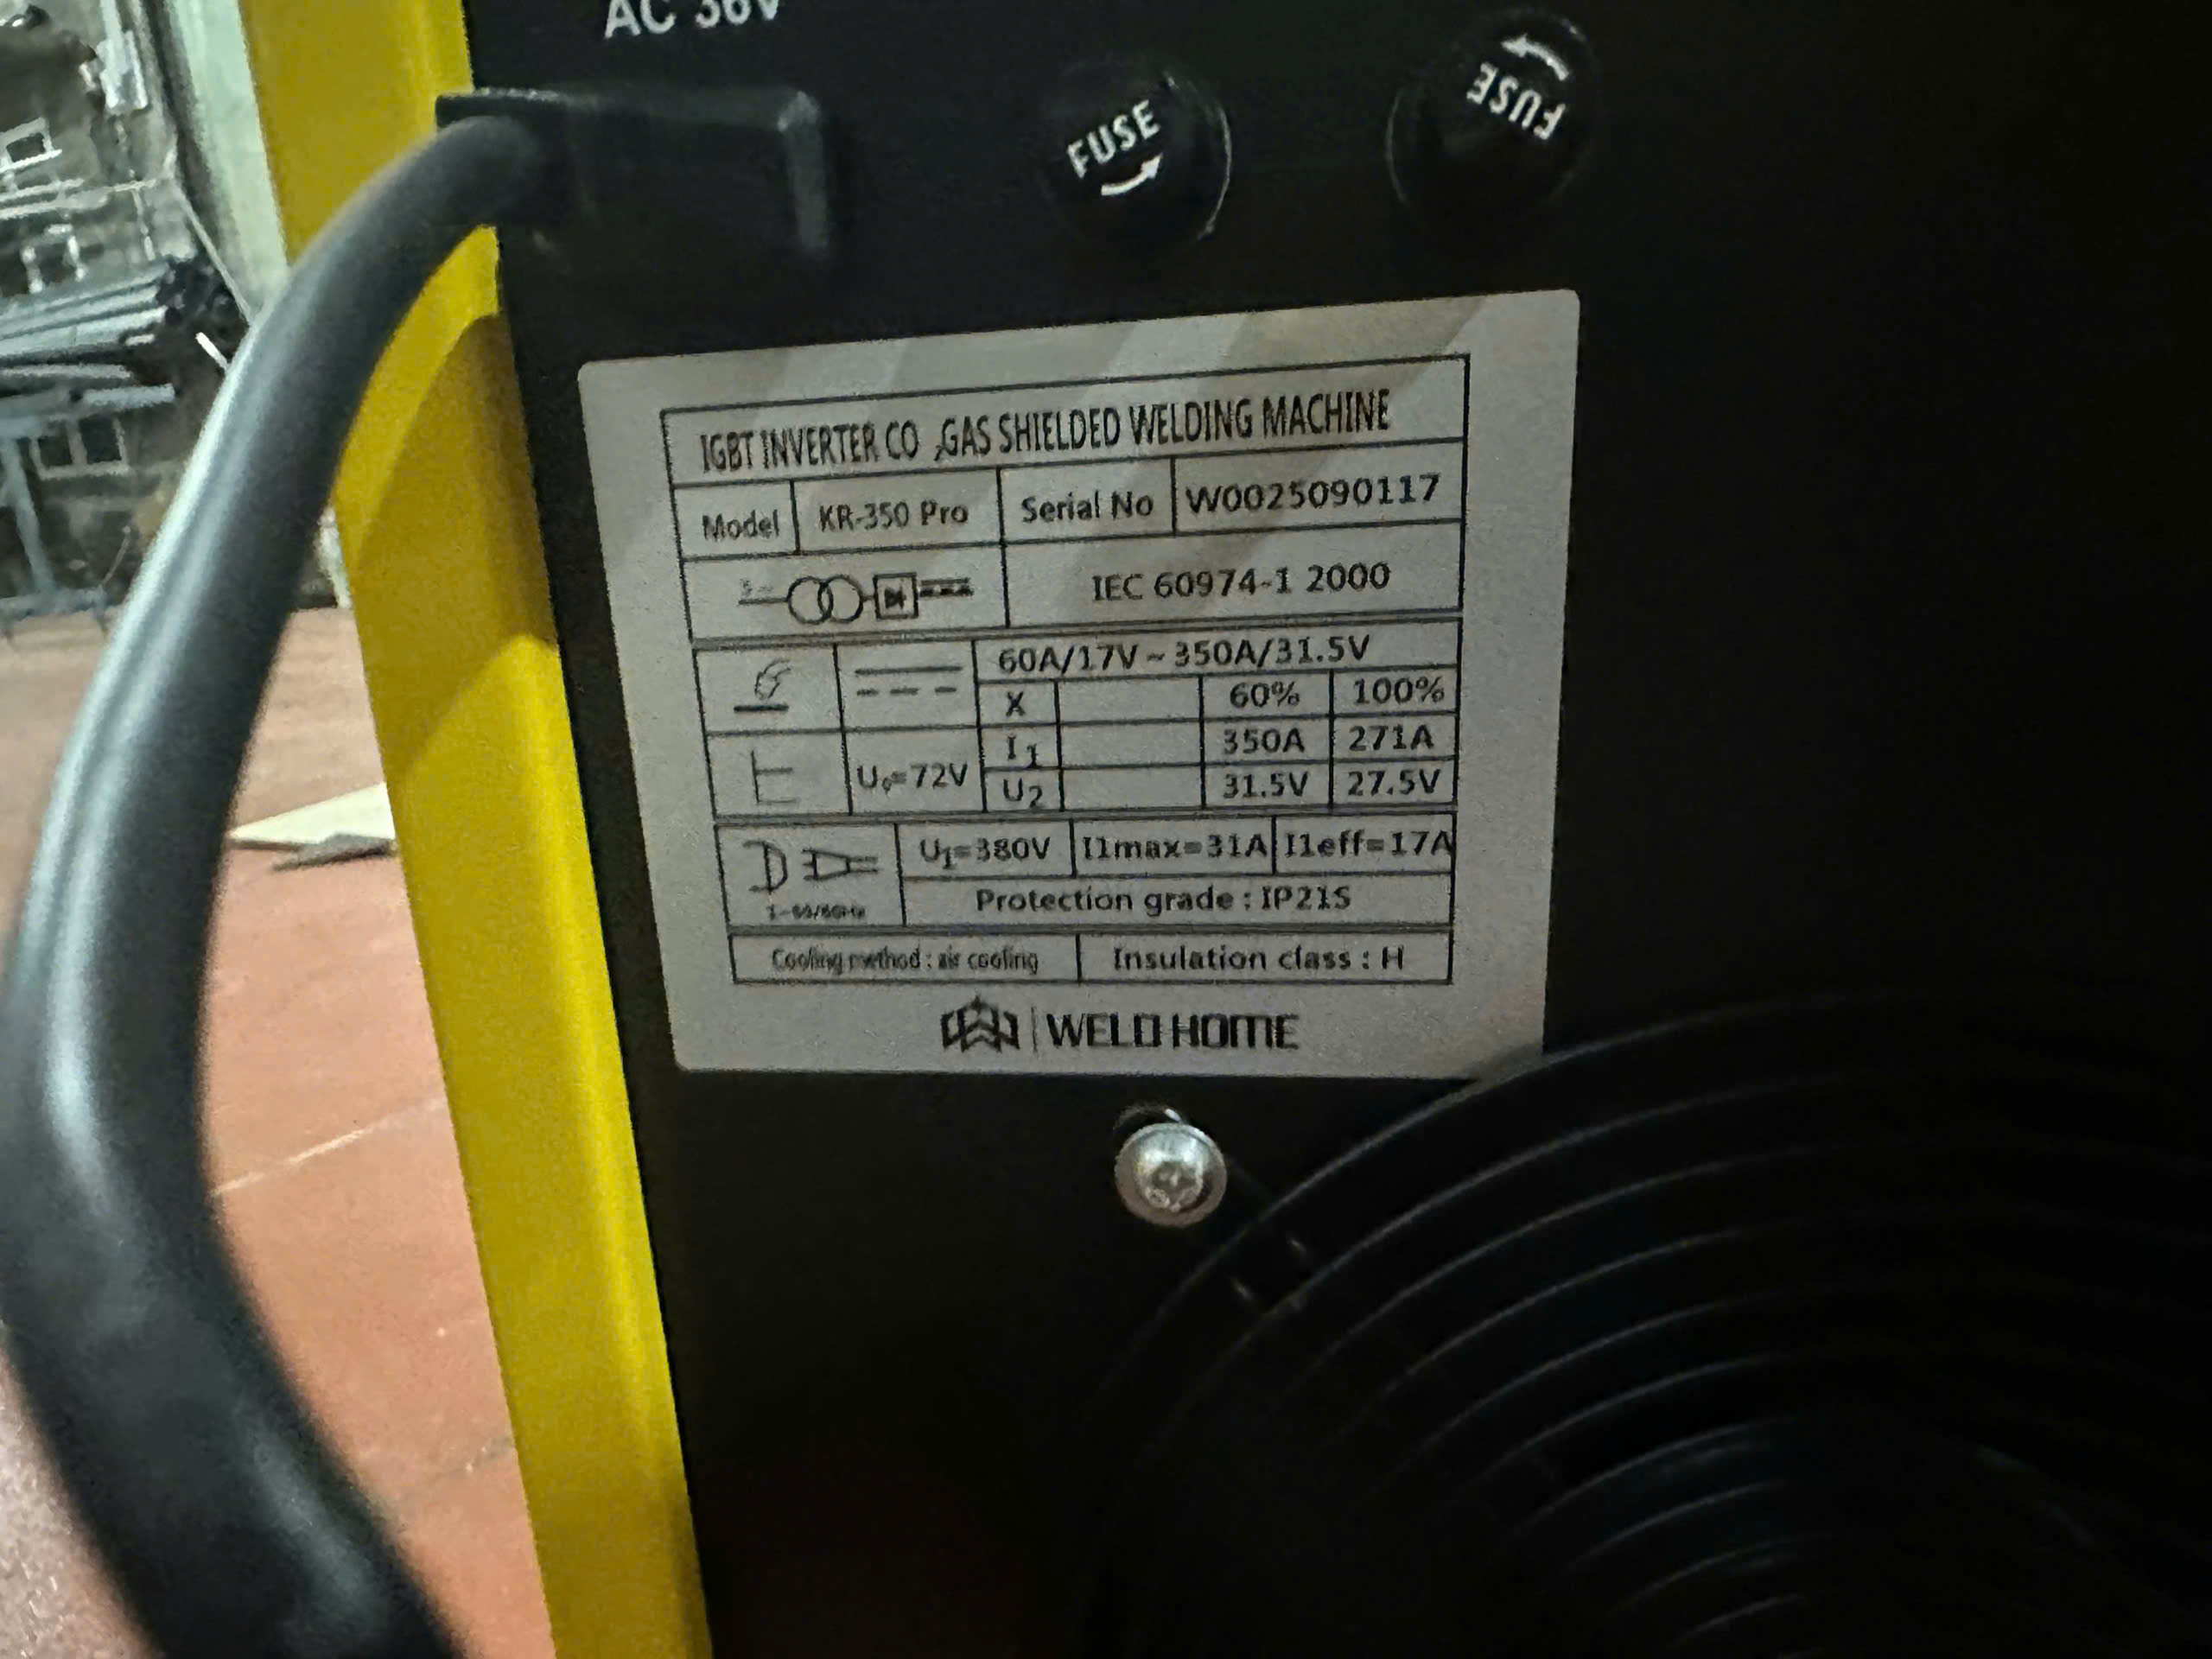 AC 36V
FUSE
FUSE
IGBT INVERTER CO₂GAS SHIELDED WELDING MACHINE
Model KR-350 Pro Serial No W0025090117
IEC 60974-1 2000
60A/17V ~ 350A/31.5V
X 60% 100%
I1 350A 271A
U₀=72V
U2 31.5V 27.5V
U1=380V I1max=31A I1eff=17A
Protection grade : IP21S
Cooling method : air cooling Insulation class : H
WELD HOME